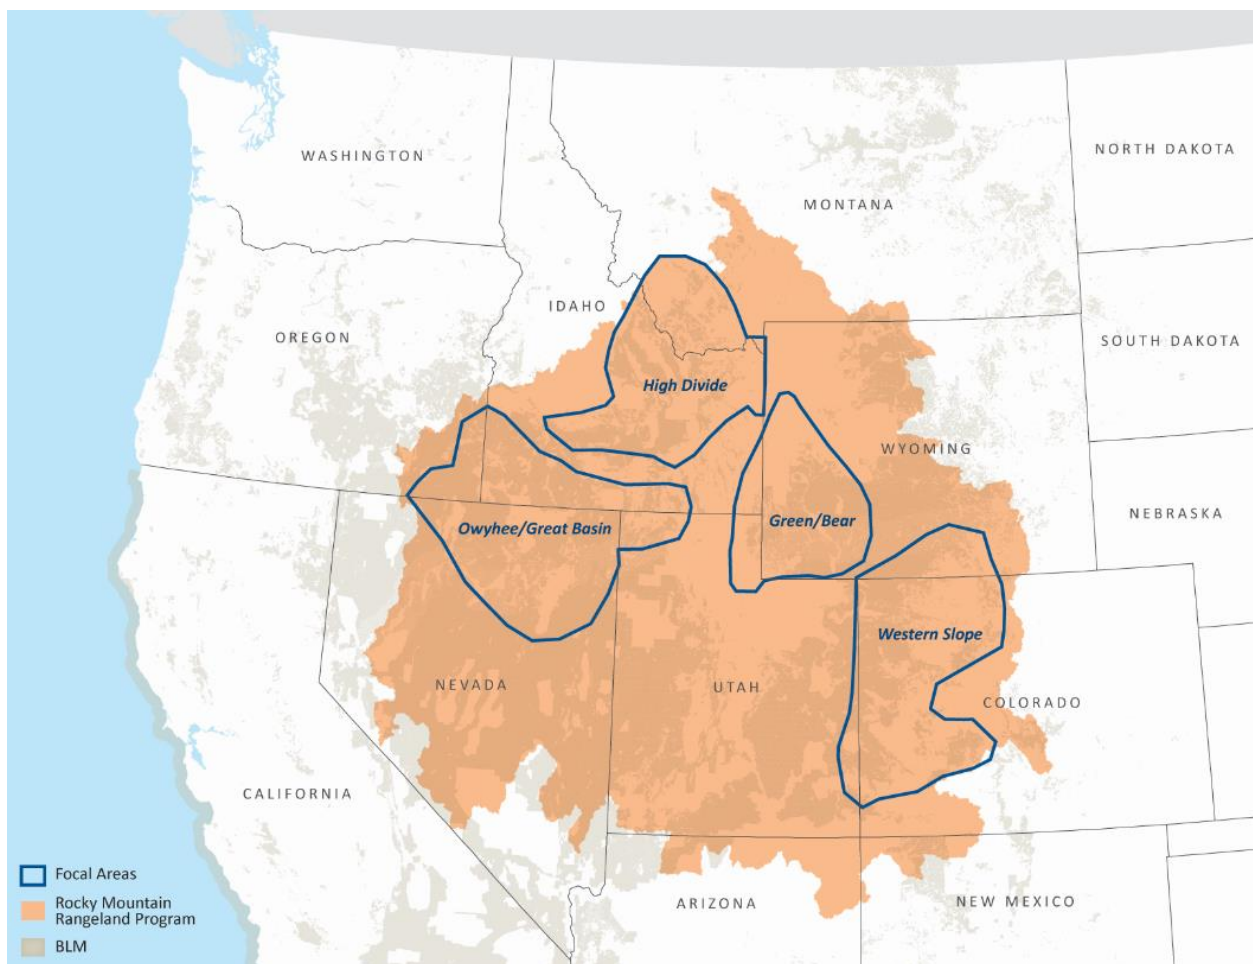 WASHINGTON
NORTH DAKOTA
MONTANA
IDAHO
OREGON
SOUTH DAKOTA
High Divide
WYOMING
NEBRASKA
Green/Bear
Owyhee/Great Basin
Western Slope
NEVADA
UTAH
COLORADO
CALIFORNIA
ARIZONA
NEW MEXICO
Focal Areas
Rocky Mountain
Rangeland Program
BLM